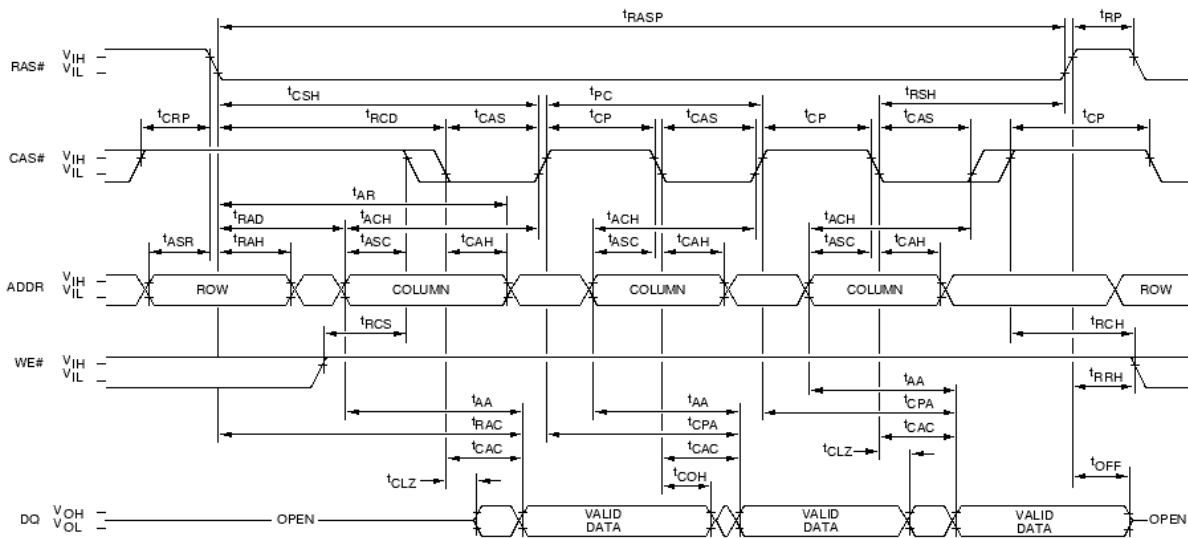 tRASP tRP
RAS# VIH
VIL
tCSH tPC tRSH
tCRP tRCD tCAS tCP tCAS tCP tCAS tCP
CAS# VIH
VIL
tAR
tRAD tACH tACH tACH
tASR tRAH tASC tCAH tASC tCAH tASC tCAH
ADDR VIH
VIL
ROW COLUMN COLUMN COLUMN ROW
tRCS tRCH
WE# VIH
VIL
tRRH
tAA tAA tAA
tRAC tCPA tCPA
tCAC tCAC tCAC
tCLZ tCOH tCLZ tOFF
DQ VOH
VOL
OPEN VALID DATA VALID DATA VALID DATA OPEN